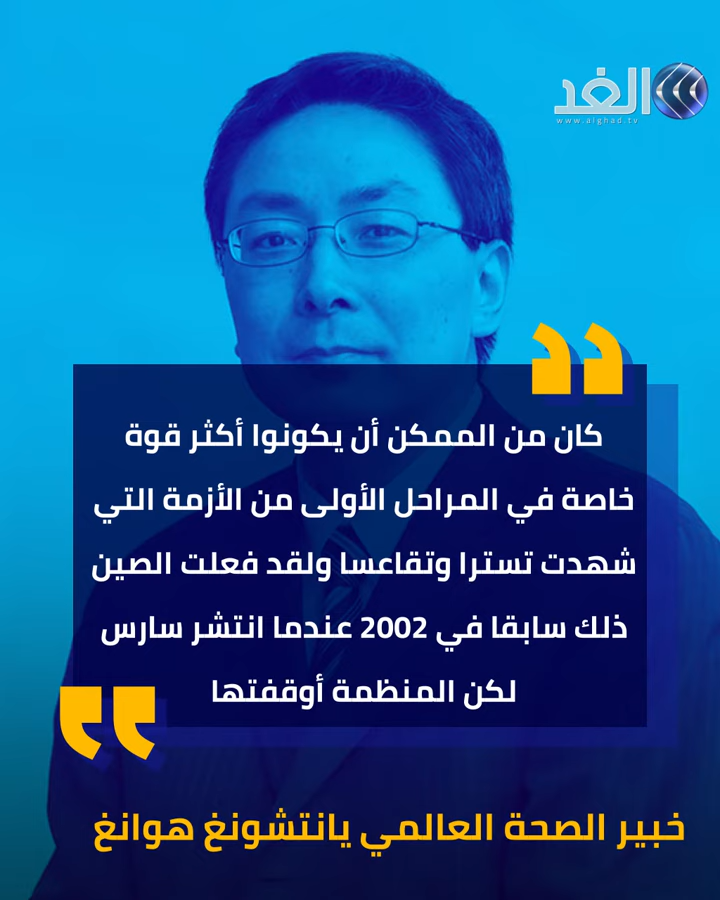 الغد
www.alghad.tv
كان من الممكن أن يكونوا أكثر قوة
خاصة في المراحل الأولى من الأزمة التي
شهدت تسترا وتقاعسا ولقد فعلت الصين
ذلك سابقا في 2002 عندما انتشر سارس
لكن المنظمة أوقفتها
خبير الصحة العالمي يانتشونغ هوانغ